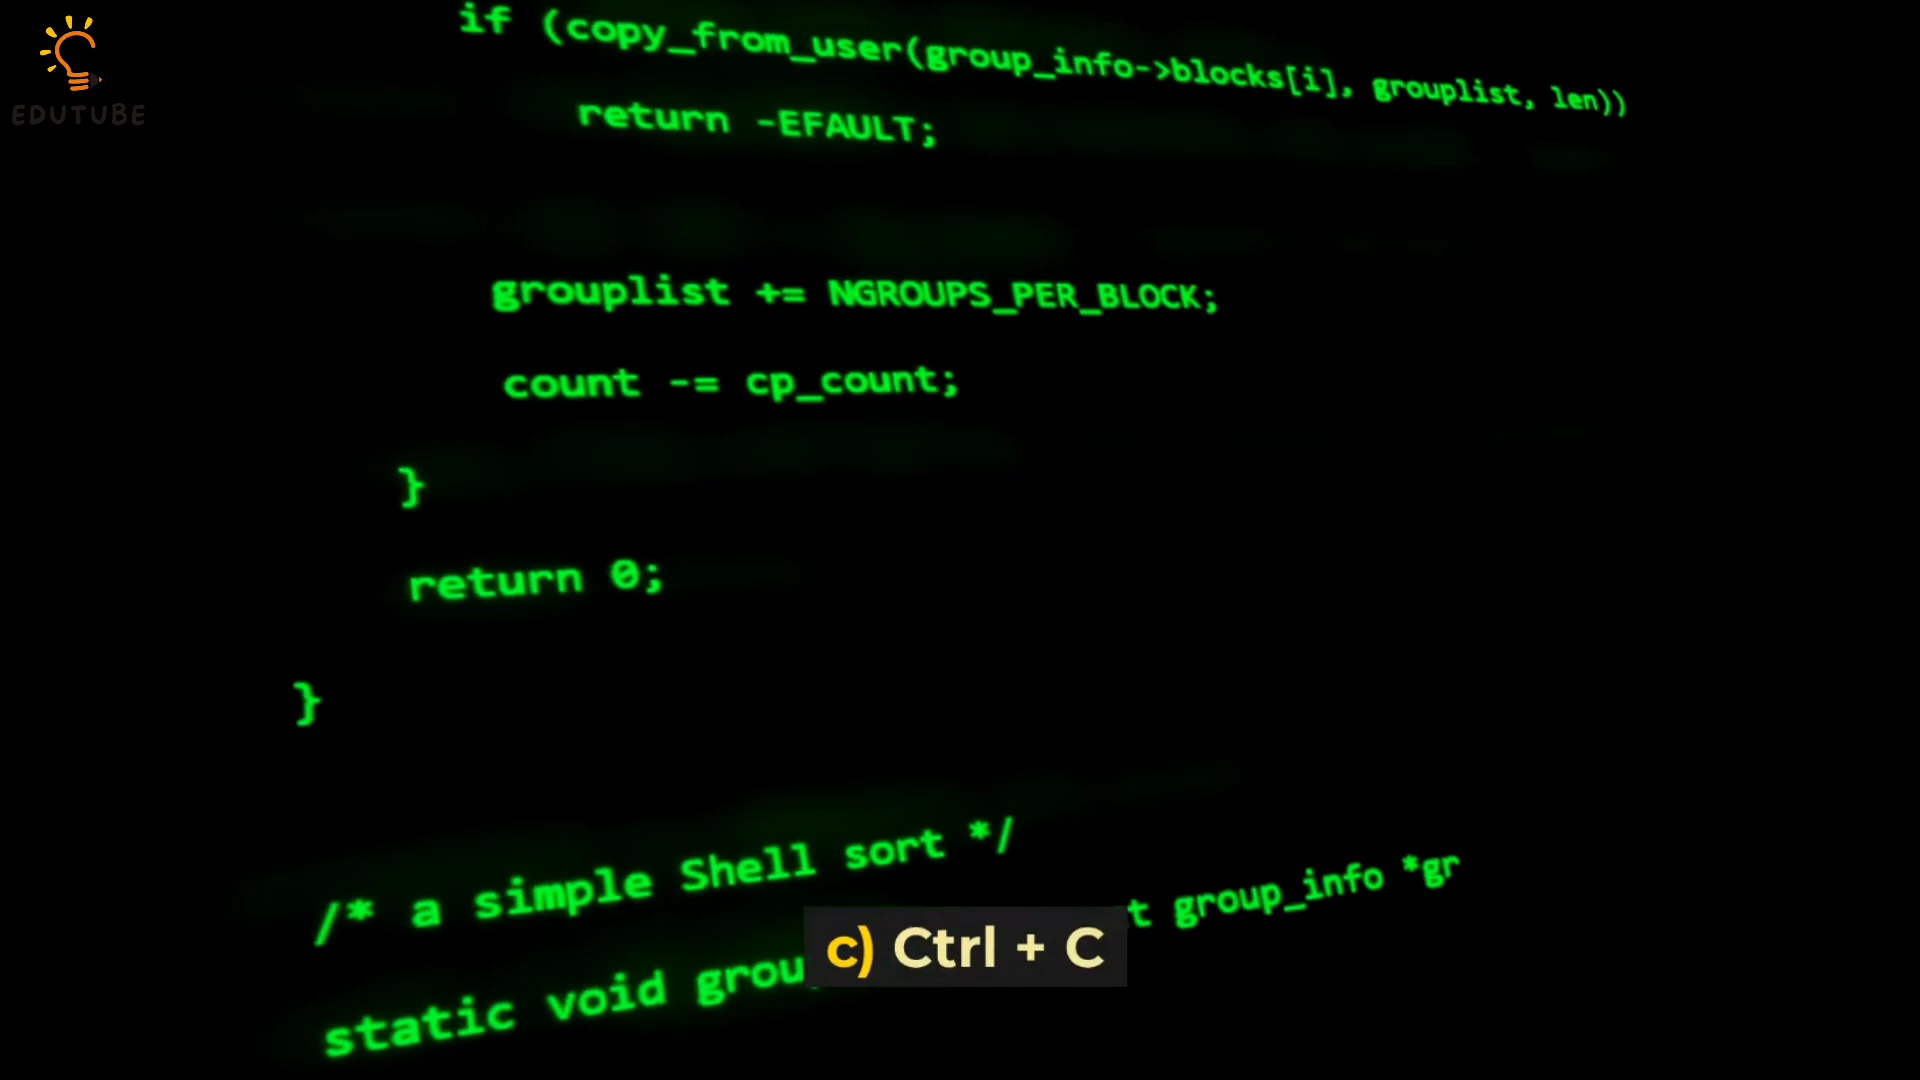 EDUTUBE
if (copy_from_user(group_info->blocks[i], grouplist, len))
return -EFAULT;
grouplist += NGROUPS_PER_BLOCK;
count -= cp_count;
}
return 0;
}
/* a simple Shell sort */
static void group_info *gr
c) Ctrl + C